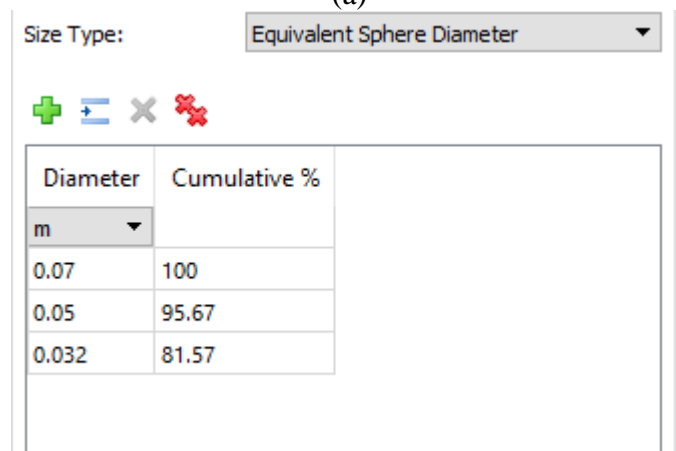 (a)
Size Type: Equivalent Sphere Diameter
Diameter Cumulative %
m
0.07 100
0.05 95.67
0.032 81.57